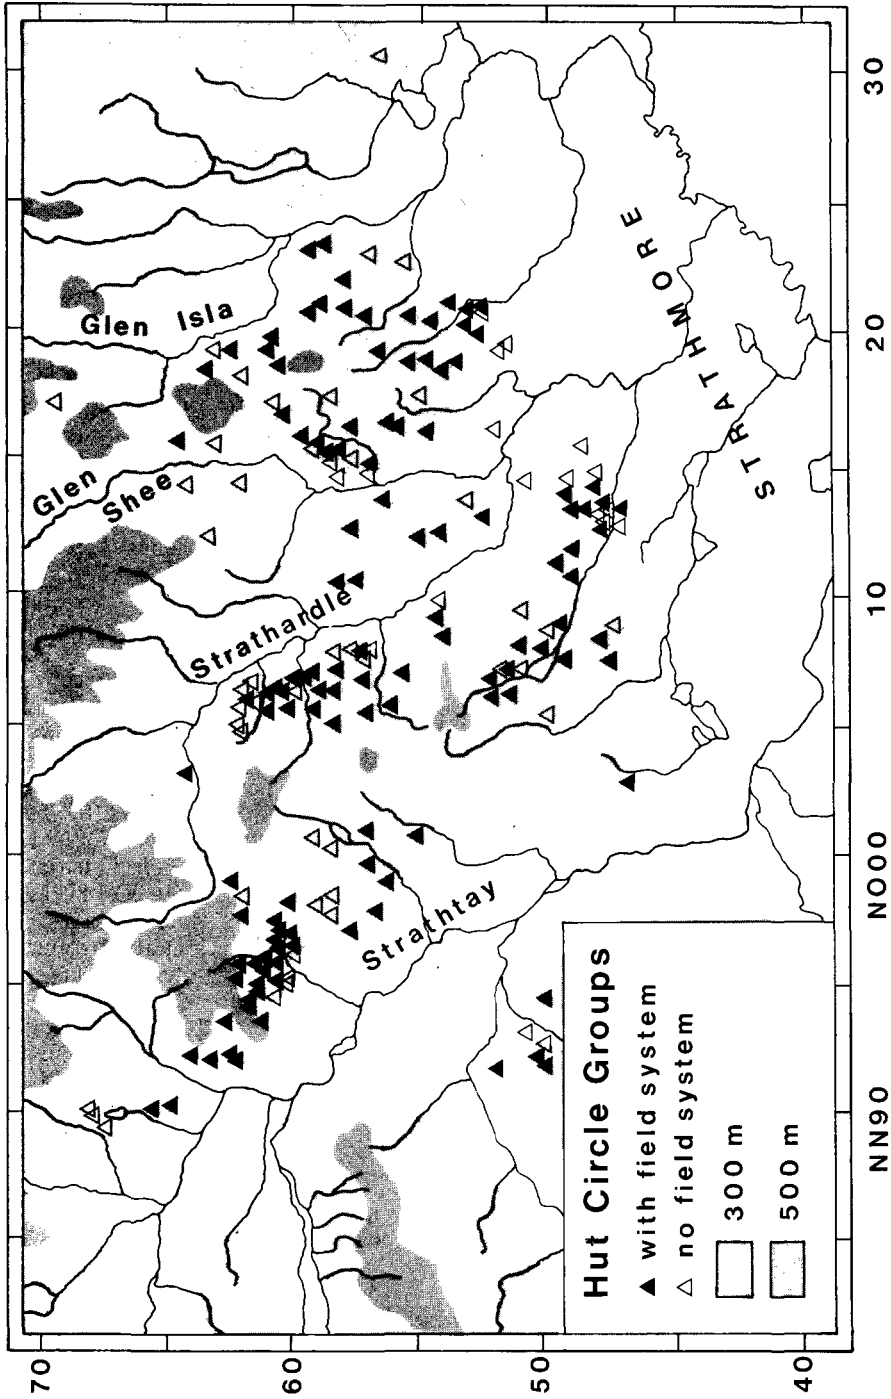 Glen Isla
Glen
Shee
Strathardle
Strathtay
STRATHMORE
Hut Circle Groups
▲ with field system
△ no field system
300 m
500 m
70
60
50
40
NN90
NO00
10
20
30